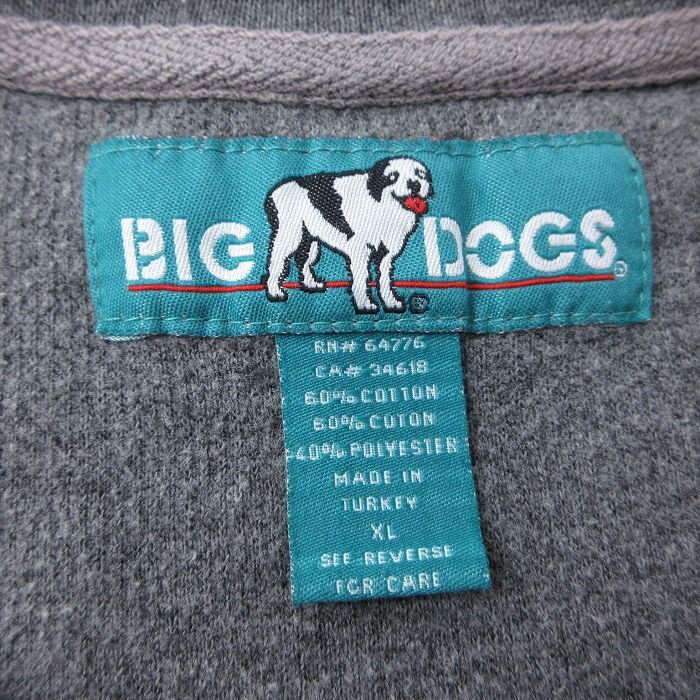 BIG DOGS®
©
RN# 64776
CA# 34618
60% COTTON
60% COTON
40% POLYESTER
MADE IN
TURKEY
XL
SEE REVERSE
FOR CARE